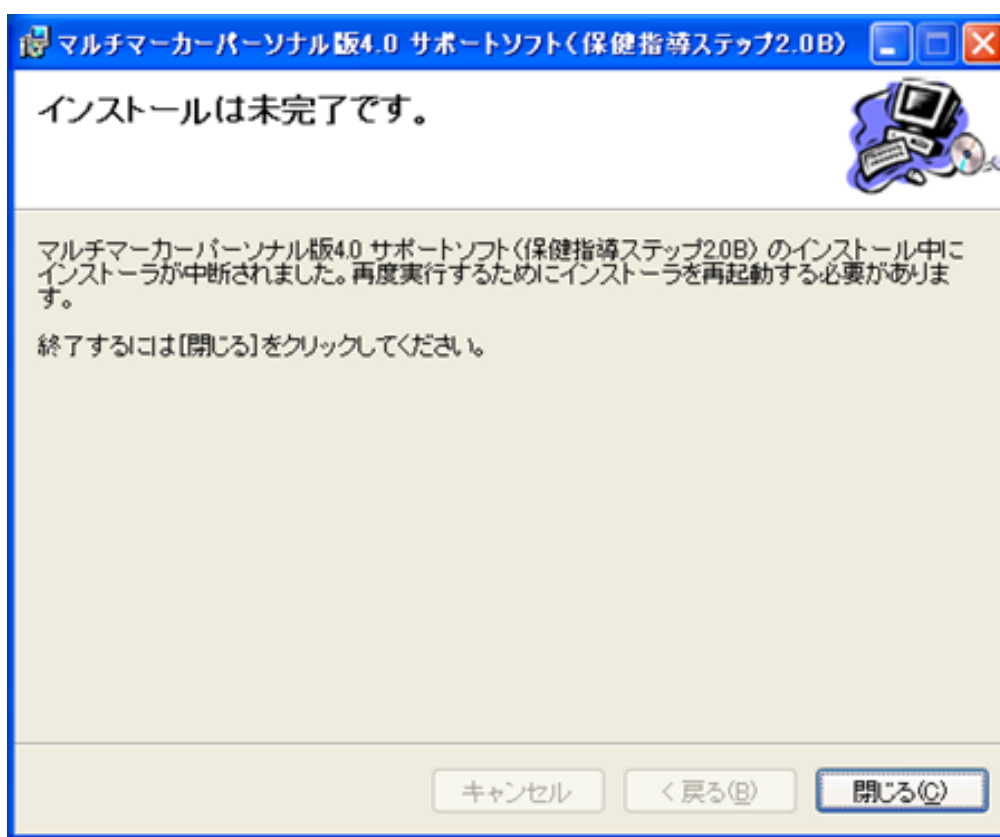 マルチマーカーパーソナル版4.0 サポートソフト(保健指導ステップ2.0B)
インストールは未完了です。
マルチマーカーパーソナル版4.0 サポートソフト(保健指導ステップ2.0B) のインストール中に
インストーラが中断されました。再度実行するためにインストーラを再起動する必要がありま
す。
終了するには[閉じる]をクリックしてください。
キャンセル
< 戻る(B)
閉じる(C)